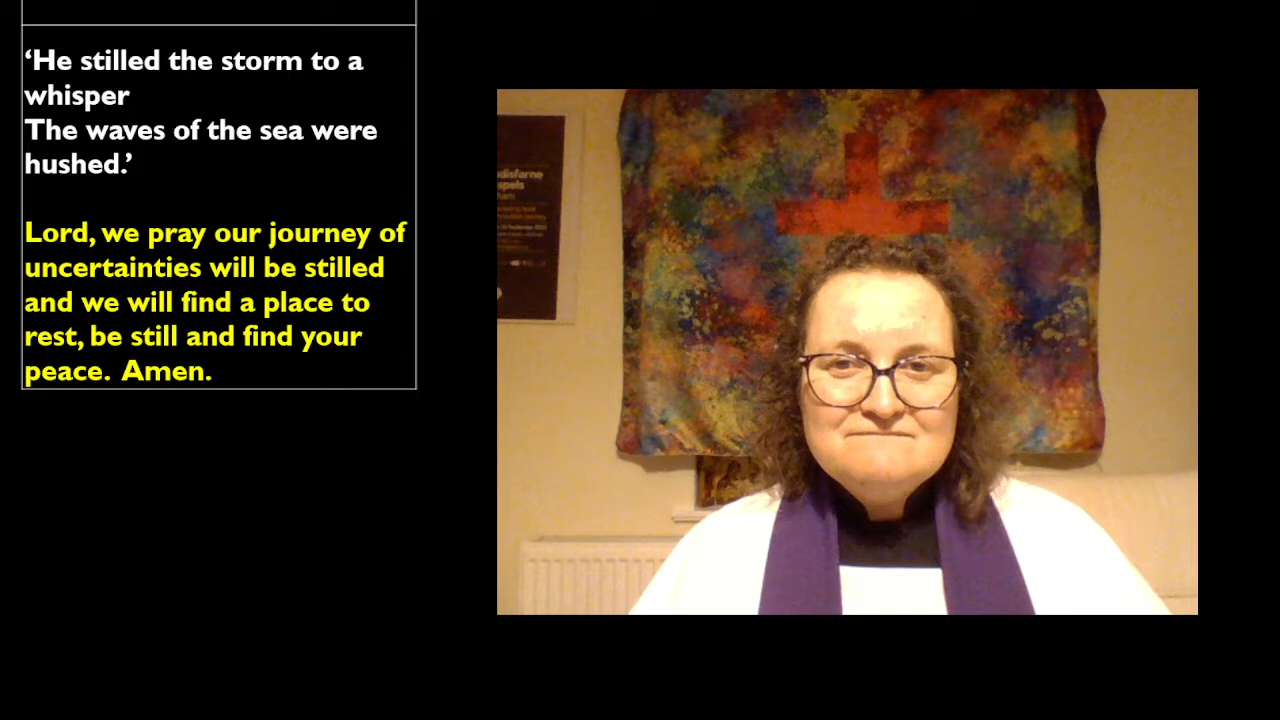 ‘He stilled the storm to a
whisper
The waves of the sea were
hushed.’
Lord, we pray our journey of
uncertainties will be stilled
and we will find a place to
rest, be still and find your
peace.  Amen.